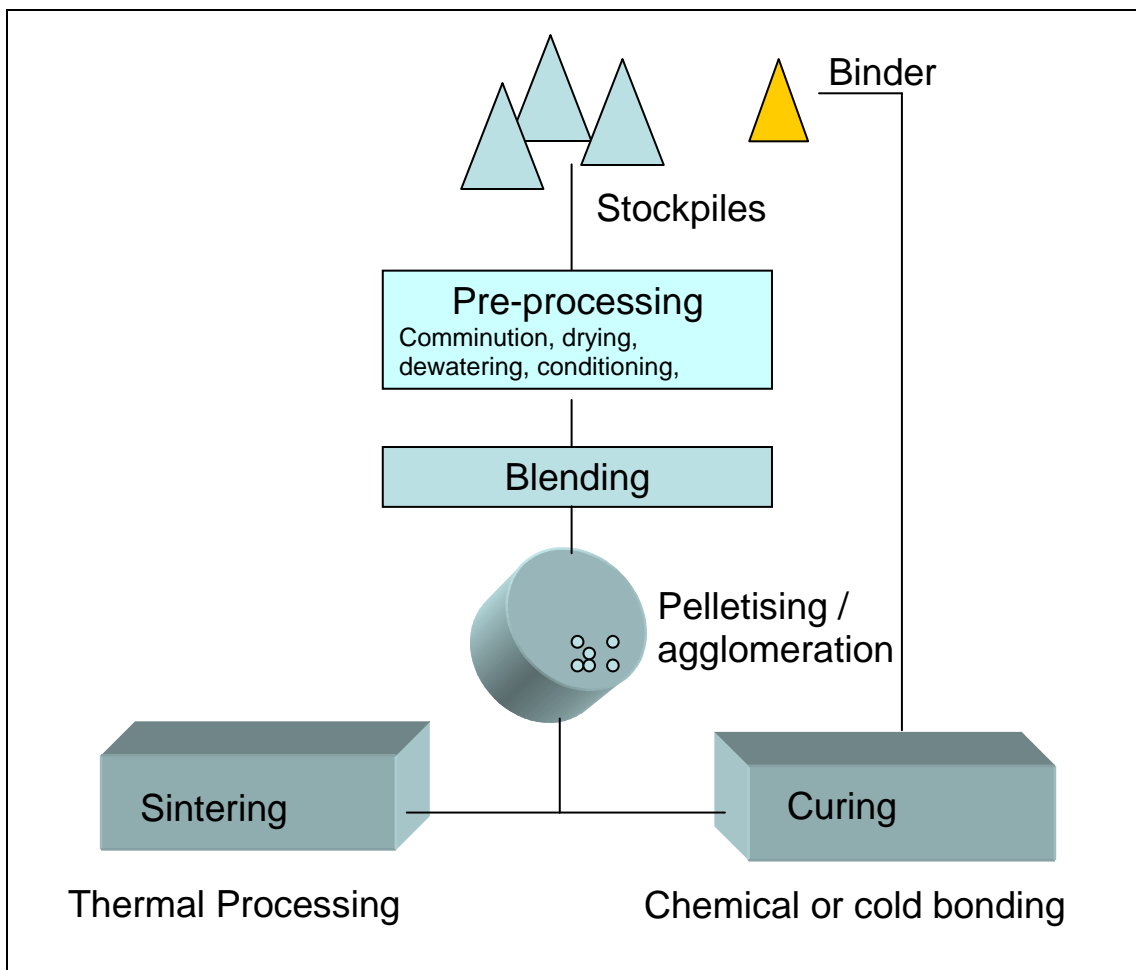 Binder
Stockpiles
Pre-processing
Comminution, drying,
dewatering, conditioning,
Blending
Pelletising /
agglomeration
Sintering
Curing
Thermal Processing
Chemical or cold bonding